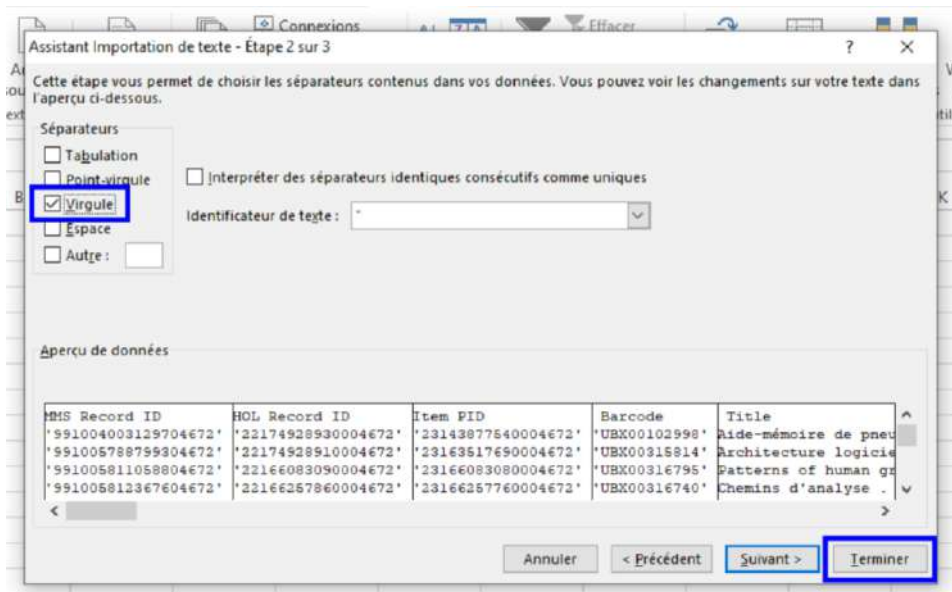 Connexions
Effacer
Assistant Importation de texte - Étape 2 sur 3
?
Cette étape vous permet de choisir les séparateurs contenus dans vos données. Vous pouvez voir les changements sur votre texte dans
l'aperçu ci-dessous.
Séparateurs
Tabulation
Point-virgule
Virgule
Espace
Autre :
Interpréter des séparateurs identiques consécutifs comme uniques
Identificateur de texte : "
B
K
Aperçu de données
MMS Record ID HOL Record ID Item PID Barcode Title
'991004003129704672' '22174928930004672' '23143877540004672' 'UBX00102998' Aide-mémoire de pneu
'991005788799304672' '22174928910004672' '23163517690004672' 'UBX00315814' Architecture logicie
'991005811058804672' '22166083090004672' '23166083080004672' 'UBX00316795' Patterns of human gr
'991005812367604672' '22166257860004672' '23166257760004672' 'UBX00316740' Chemins d'analyse .
Annuler
< Précédent
Suivant >
Terminer